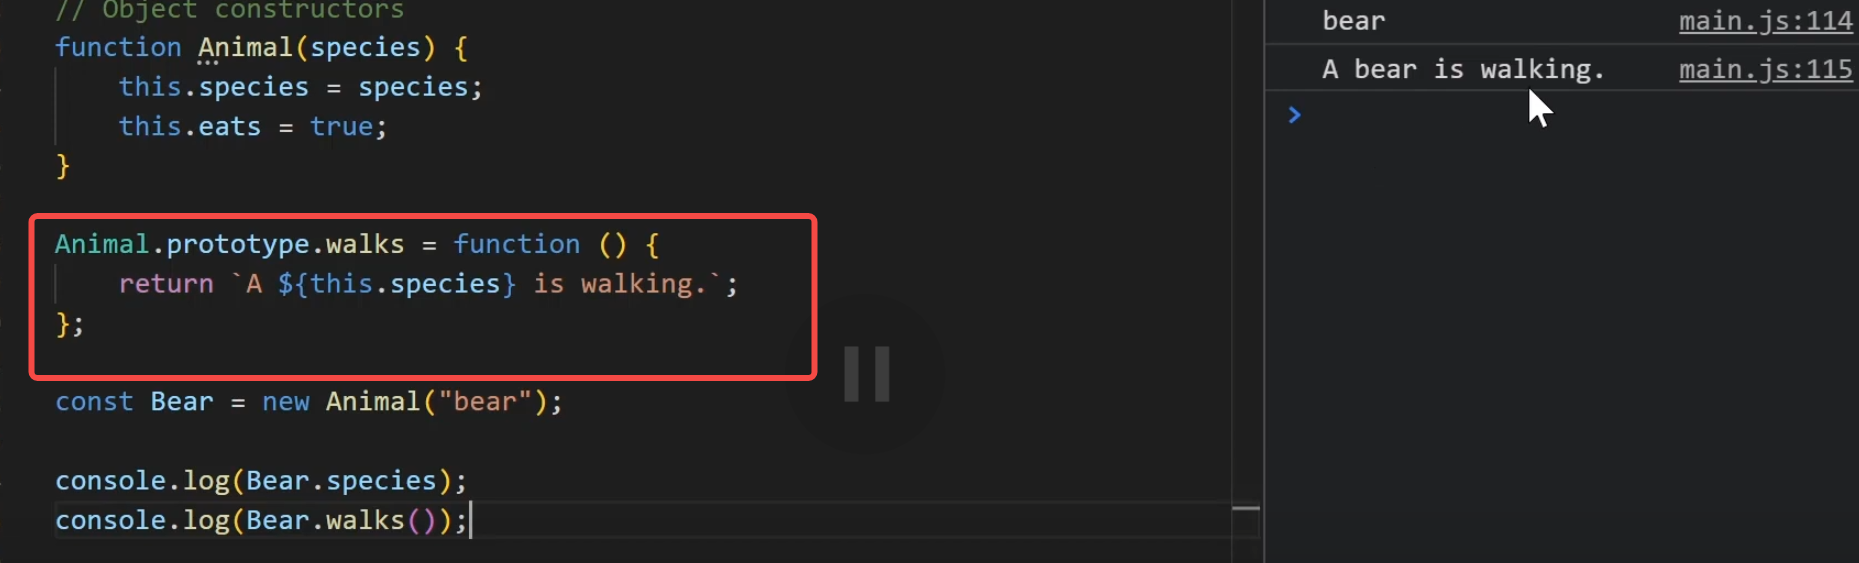 // Object constructors
function Animal(species) {
    this.species = species;
    this.eats = true;
}
Animal.prototype.walks = function () {
    return `A ${this.species} is walking.`;
};
const Bear = new Animal("bear");
console.log(Bear.species);
console.log(Bear.walks());
bear main.js:114
A bear is walking. main.js:115
>